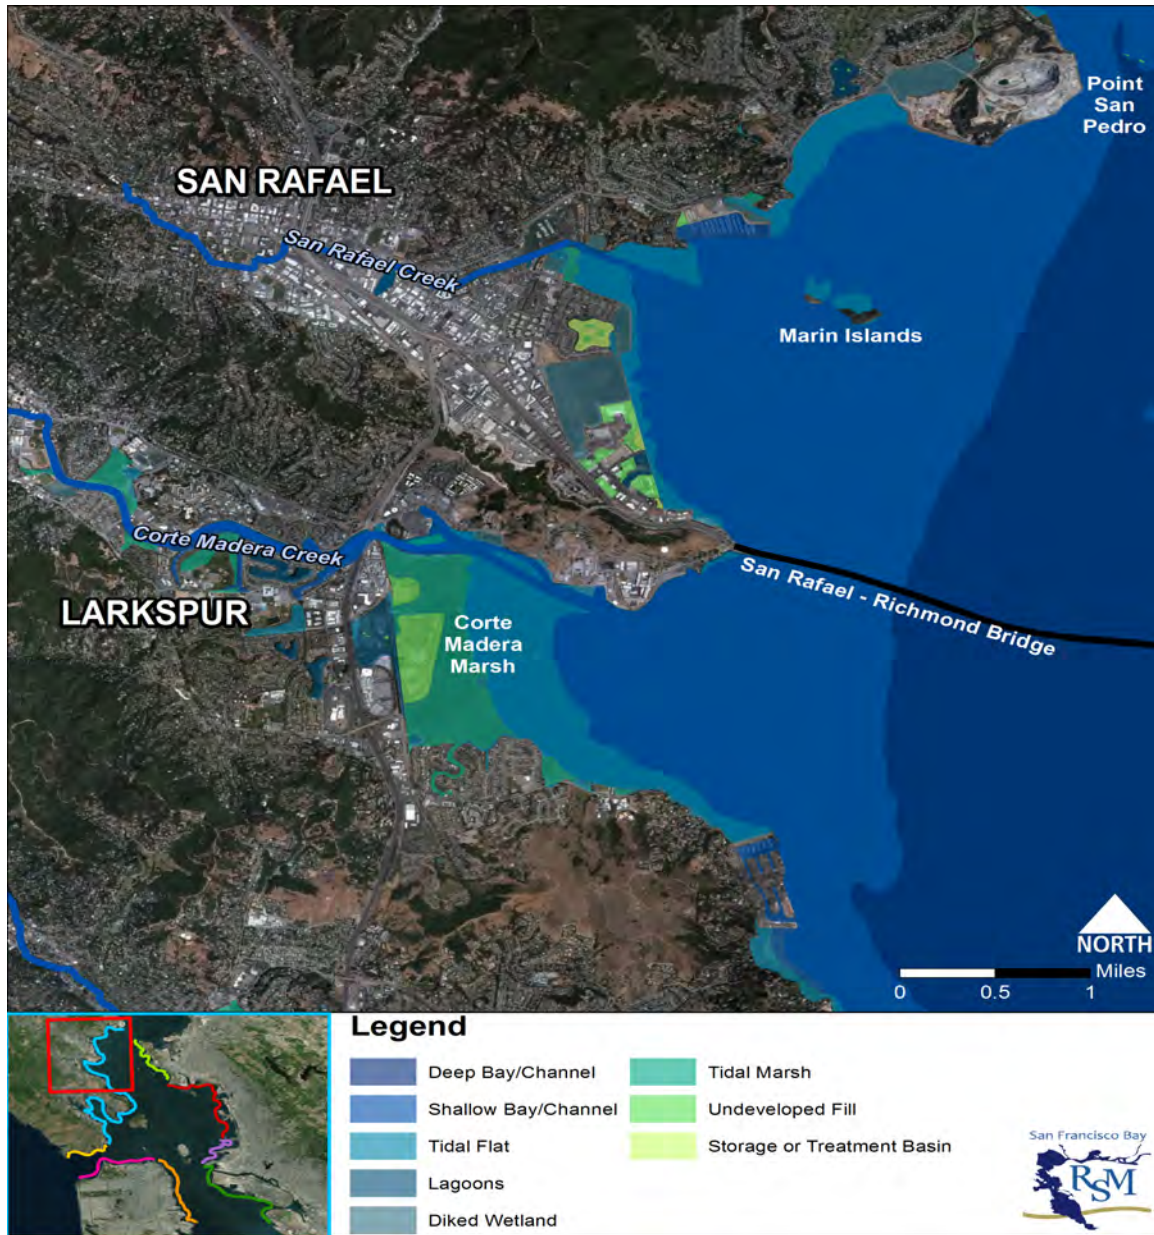 Point
San
Pedro
SAN RAFAEL
San Rafael Creek
Marin Islands
Corte Madera Creek
San Rafael - Richmond Bridge
LARKSPUR
Corte
Madera
Marsh
NORTH
Miles
0 0.5 1
Legend
Deep Bay/Channel
Shallow Bay/Channel
Tidal Flat
Lagoons
Diked Wetland
Tidal Marsh
Undeveloped Fill
Storage or Treatment Basin
San Francisco Bay
RSM